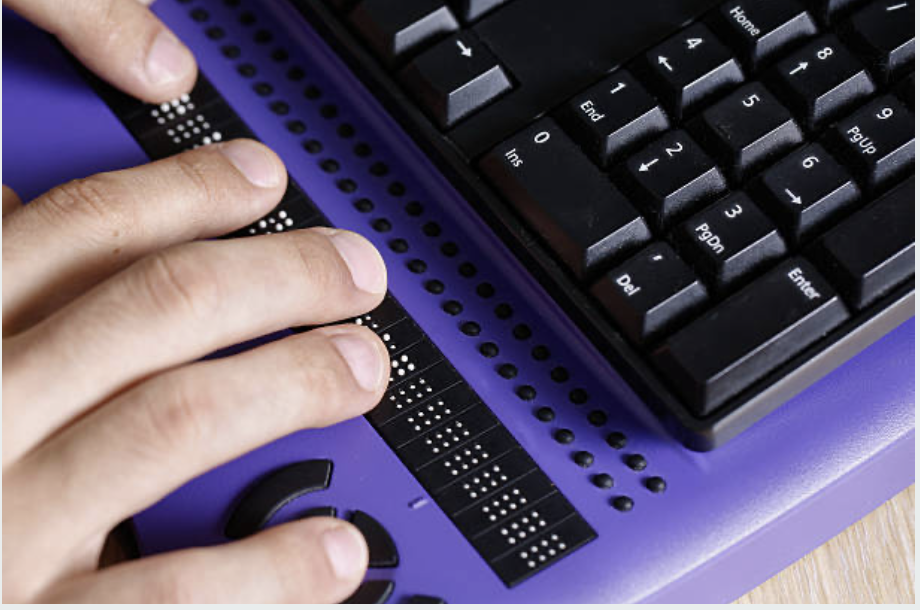 Home
/
4
←
8
↑
1
End
5
9
PgUp
0
Ins
2
↓
6
→
3
PgDn
,
Del
Enter